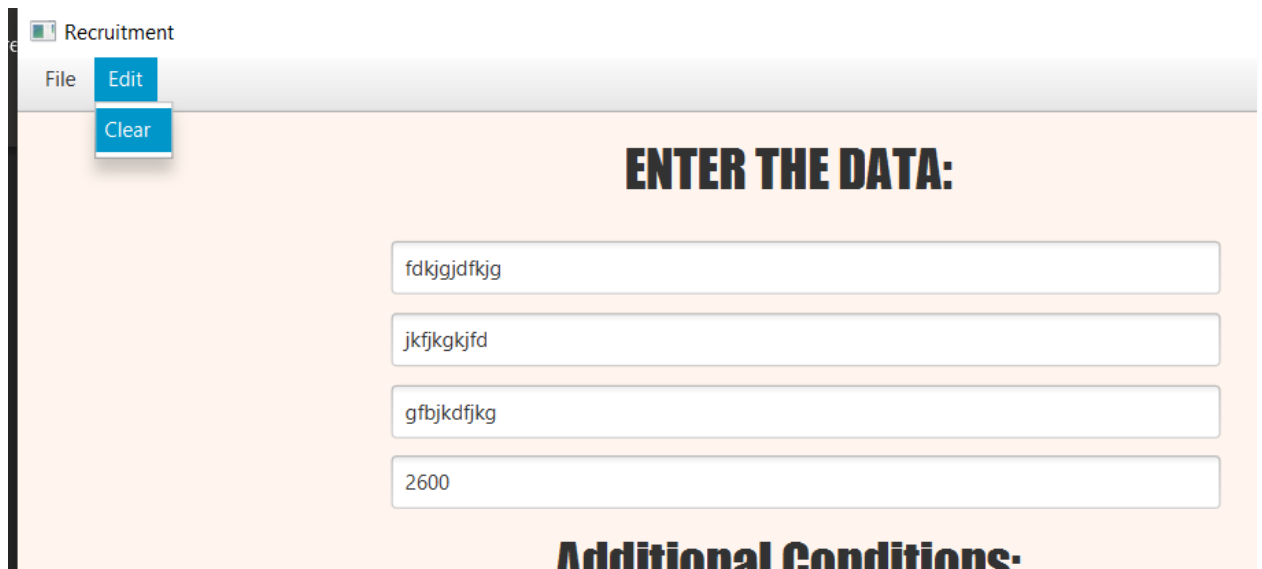 Recruitment
File Edit
Clear
ENTER THE DATA:
fdkjgjdfkjg
jkfjkgkjfd
gfbjkdfjkg
2600
Additional Conditions: